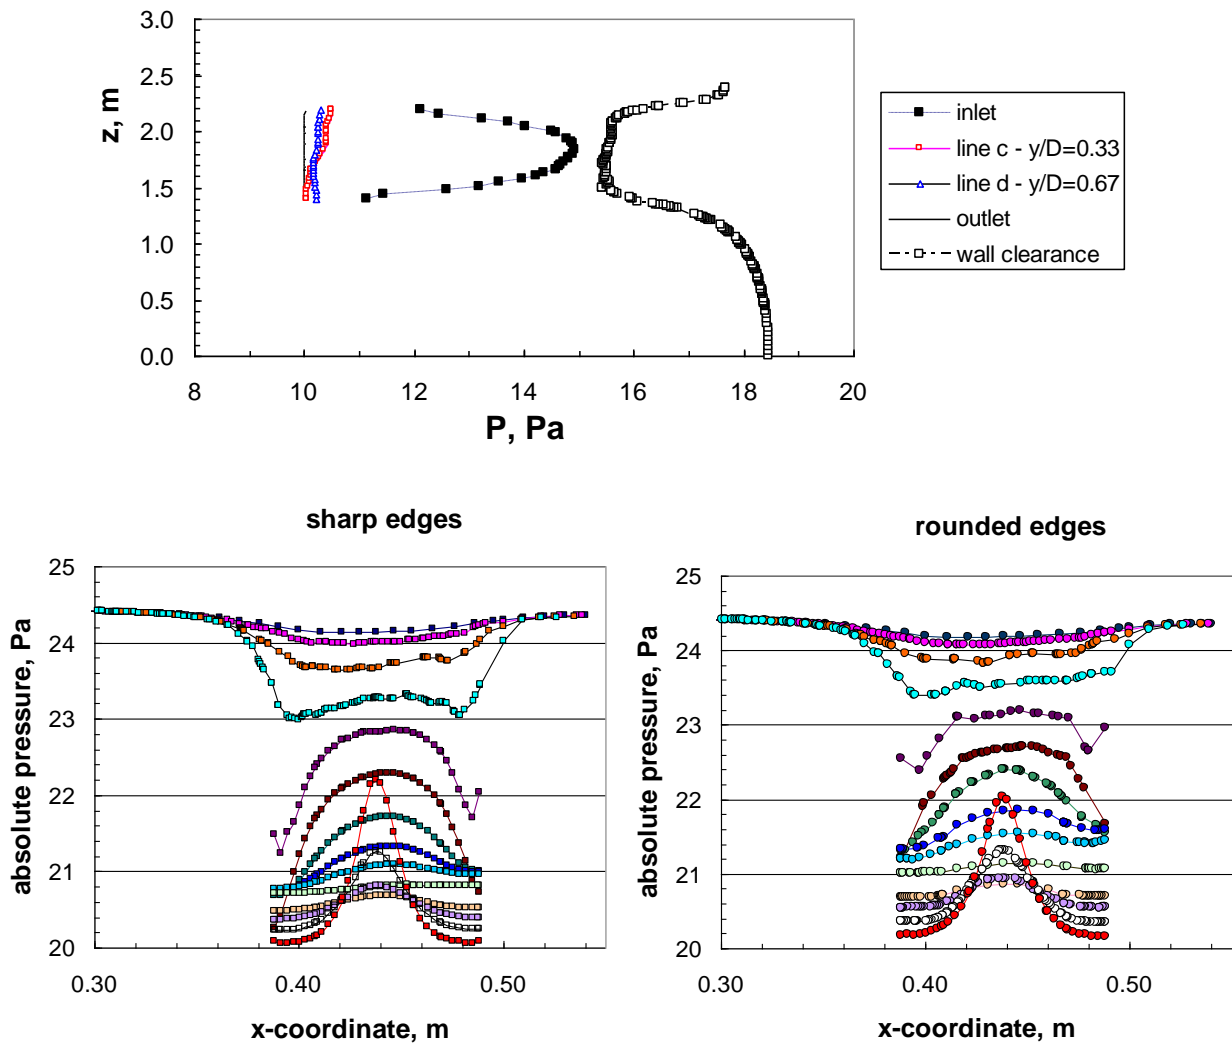 3.0
2.5
2.0
1.5
1.0
0.5
0.0
z, m
8
10
12
14
16
18
20
P, Pa
inlet
line c - y/D=0.33
line d - y/D=0.67
outlet
wall clearance
sharp edges
25
24
23
22
21
20
absolute pressure, Pa
0.30
0.40
0.50
x-coordinate, m
rounded edges
25
24
23
22
21
20
absolute pressure, Pa
0.30
0.40
0.50
x-coordinate, m